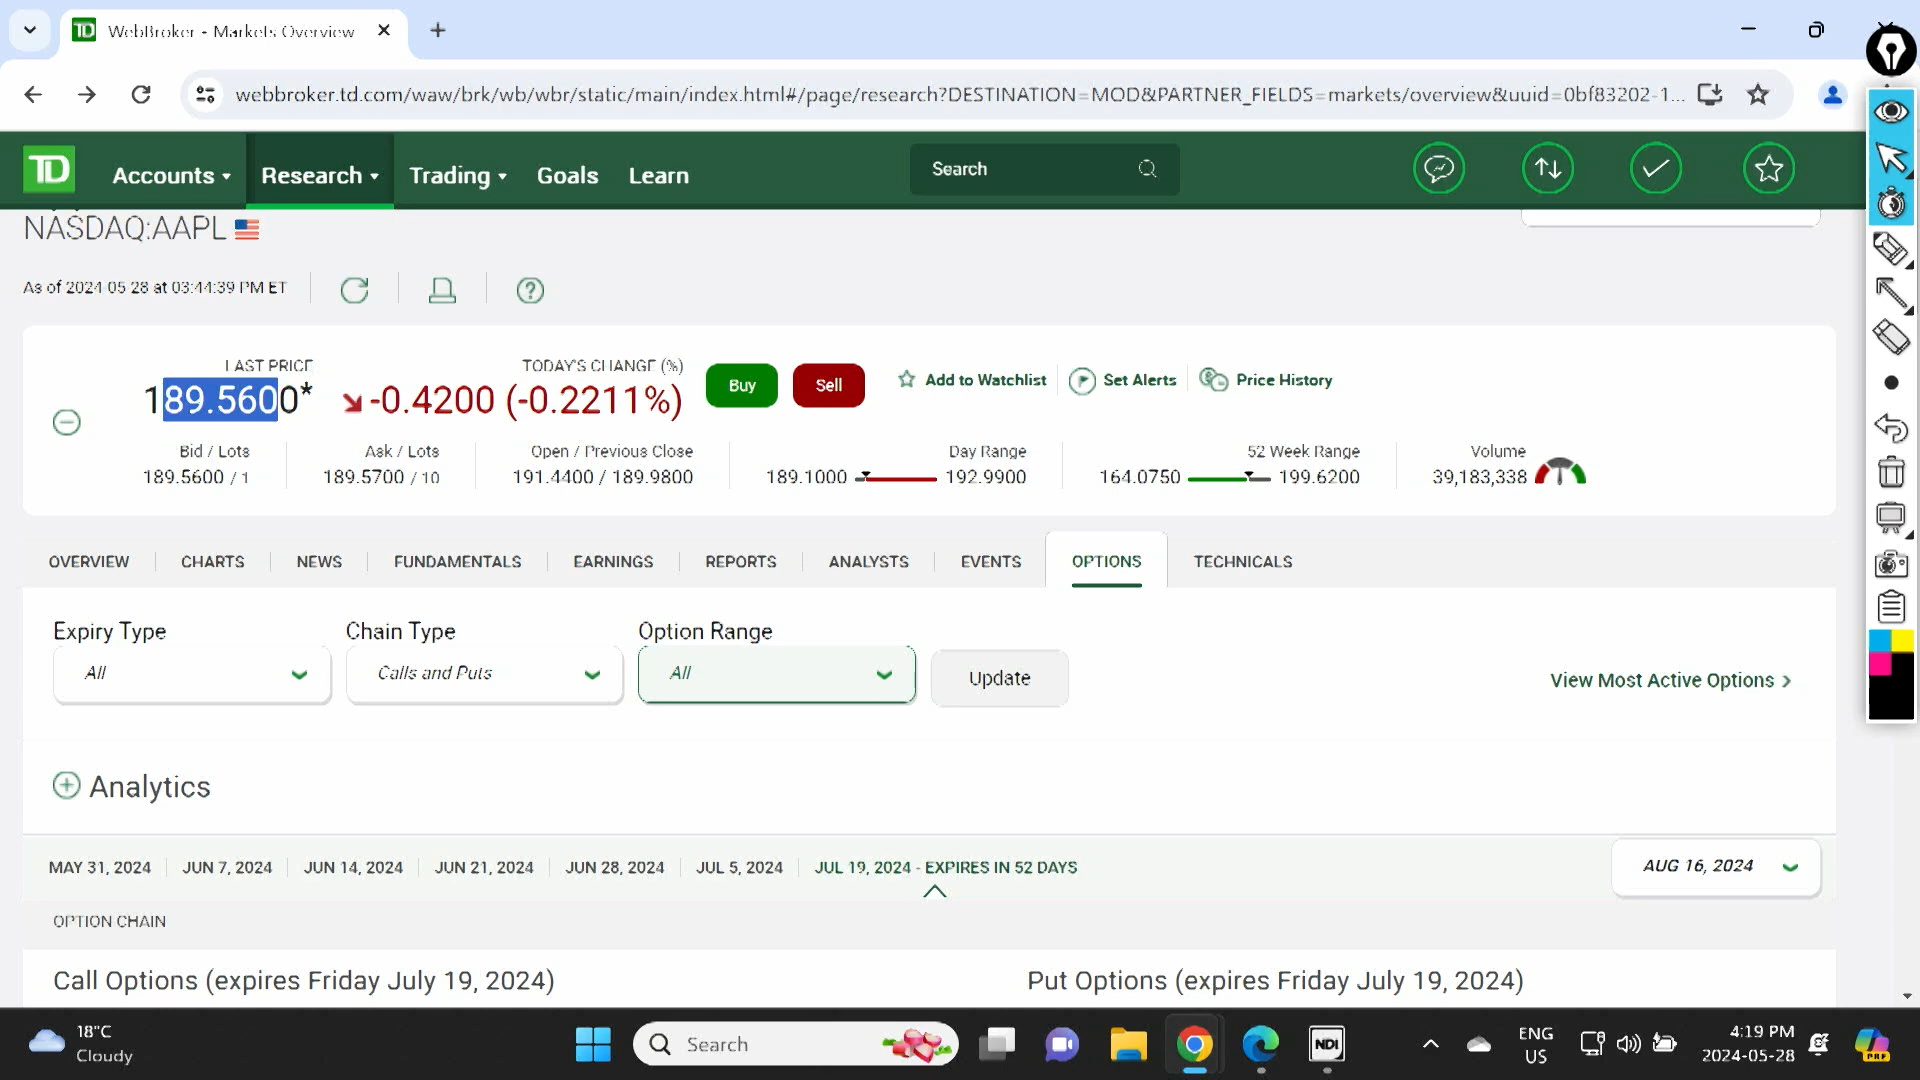 WebBroker - Markets Overview
webbroker.td.com/waw/brk/wb/wbr/static/main/index.html#/page/research?DESTINATION=MOD&PARTNER_FIELDS=markets/overview&uuid=0bf83202-1...
TD Accounts Research Trading Goals Learn Search
NASDAQ:AAPL
As of 2024 05 28 at 03:44:39 PM ET
LAST PRICE TODAY'S CHANGE (%)
189.5600* -0.4200 (-0.2211%) Buy Sell Add to Watchlist Set Alerts Price History
Bid / Lots Ask / Lots Open / Previous Close Day Range 52 Week Range Volume
189.5600 / 1 189.5700 / 10 191.4400 / 189.9800 189.1000 192.9900 164.0750 199.6200 39,183,338
OVERVIEW CHARTS NEWS FUNDAMENTALS EARNINGS REPORTS ANALYSTS EVENTS OPTIONS TECHNICALS
Expiry Type Chain Type Option Range
All Calls and Puts All Update View Most Active Options
Analytics
MAY 31, 2024 JUN 7, 2024 JUN 14, 2024 JUN 21, 2024 JUN 28, 2024 JUL 5, 2024 JUL 19, 2024 - EXPIRES IN 52 DAYS AUG 16, 2024
OPTION CHAIN
Call Options (expires Friday July 19, 2024) Put Options (expires Friday July 19, 2024)
18°C
Cloudy
Search
NDI
ENG
US
4:19 PM
2024-05-28
PRE